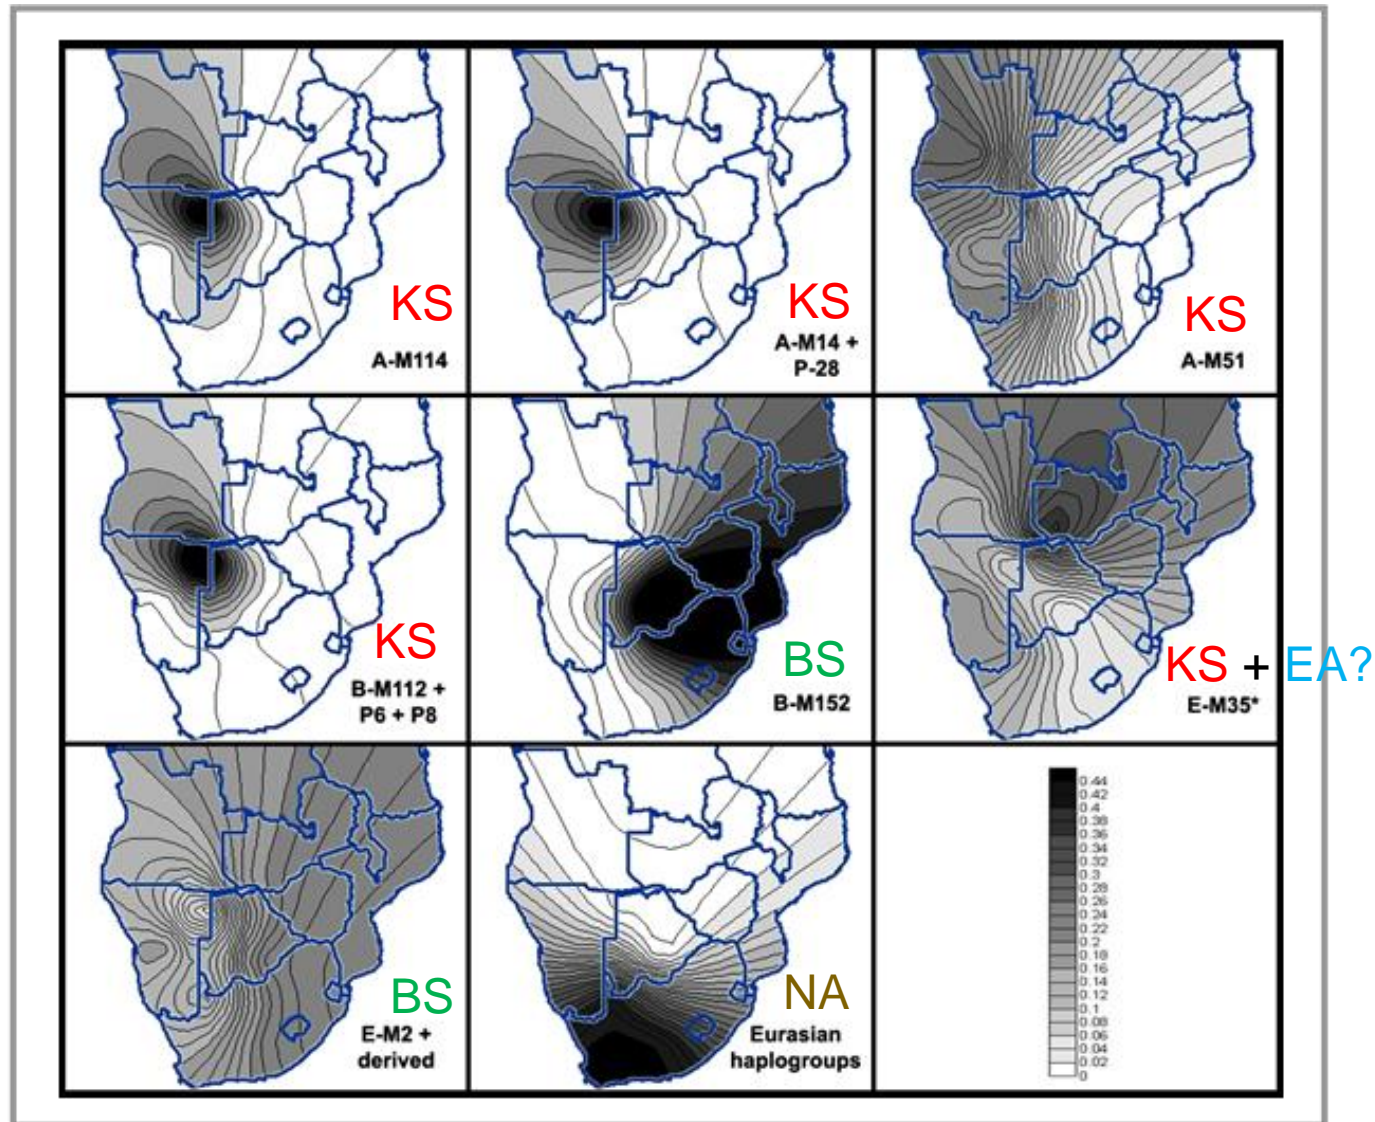 KS
A-M114
KS
A-M14 +
P-28
KS
A-M51
KS
B-M112 +
P6 + P8
BS
B-M152
KS + EA?
E-M35*
BS
E-M2 +
derived
NA
Eurasian
haplogroups
0.44
0.42
0.4
0.38
0.36
0.34
0.32
0.3
0.28
0.26
0.24
0.22
0.2
0.18
0.16
0.14
0.12
0.1
0.08
0.06
0.04
0.02
0